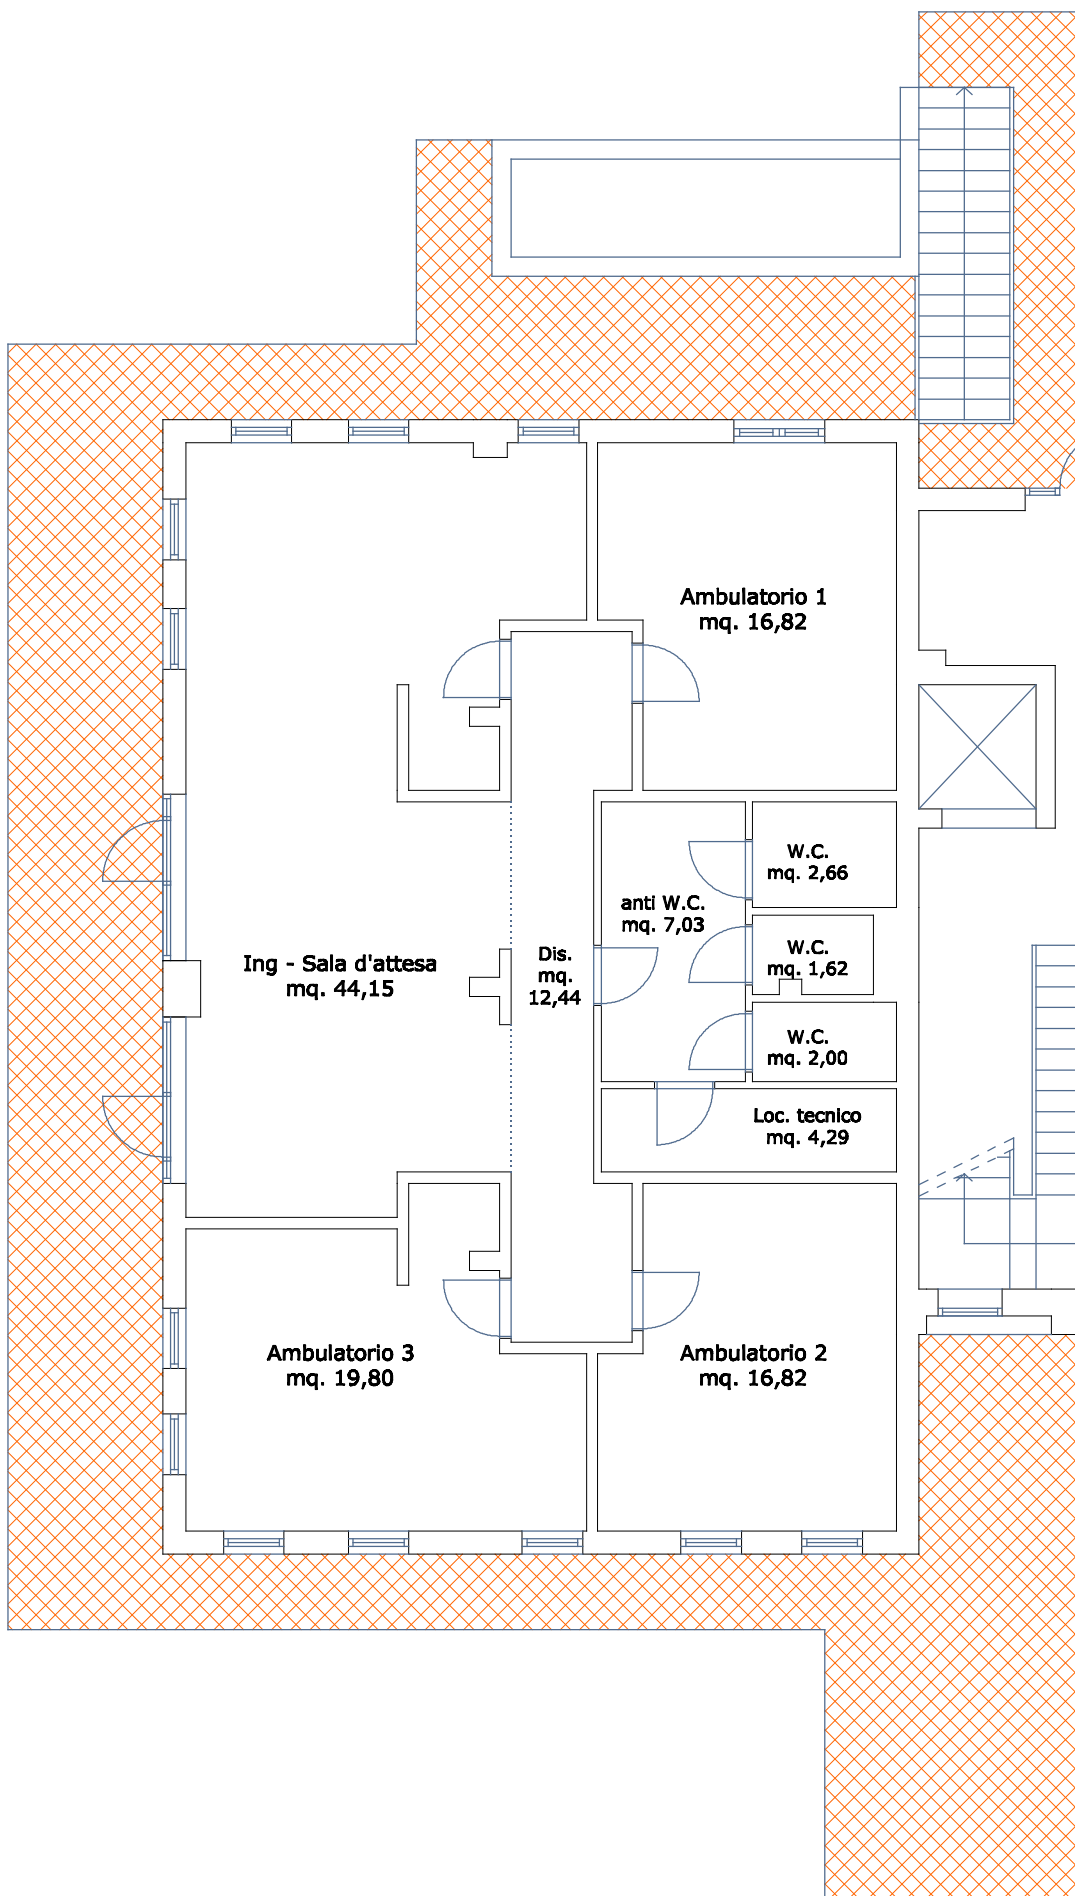 Ambulatorio 1
mq. 16,82
W.C.
mq. 2,66
anti W.C.
mq. 7,03
W.C.
mq. 1,62
Ing - Sala d'attesa
mq. 44,15
Dis.
mq.
12,44
W.C.
mq. 2,00
Loc. tecnico
mq. 4,29
Ambulatorio 3
mq. 19,80
Ambulatorio 2
mq. 16,82